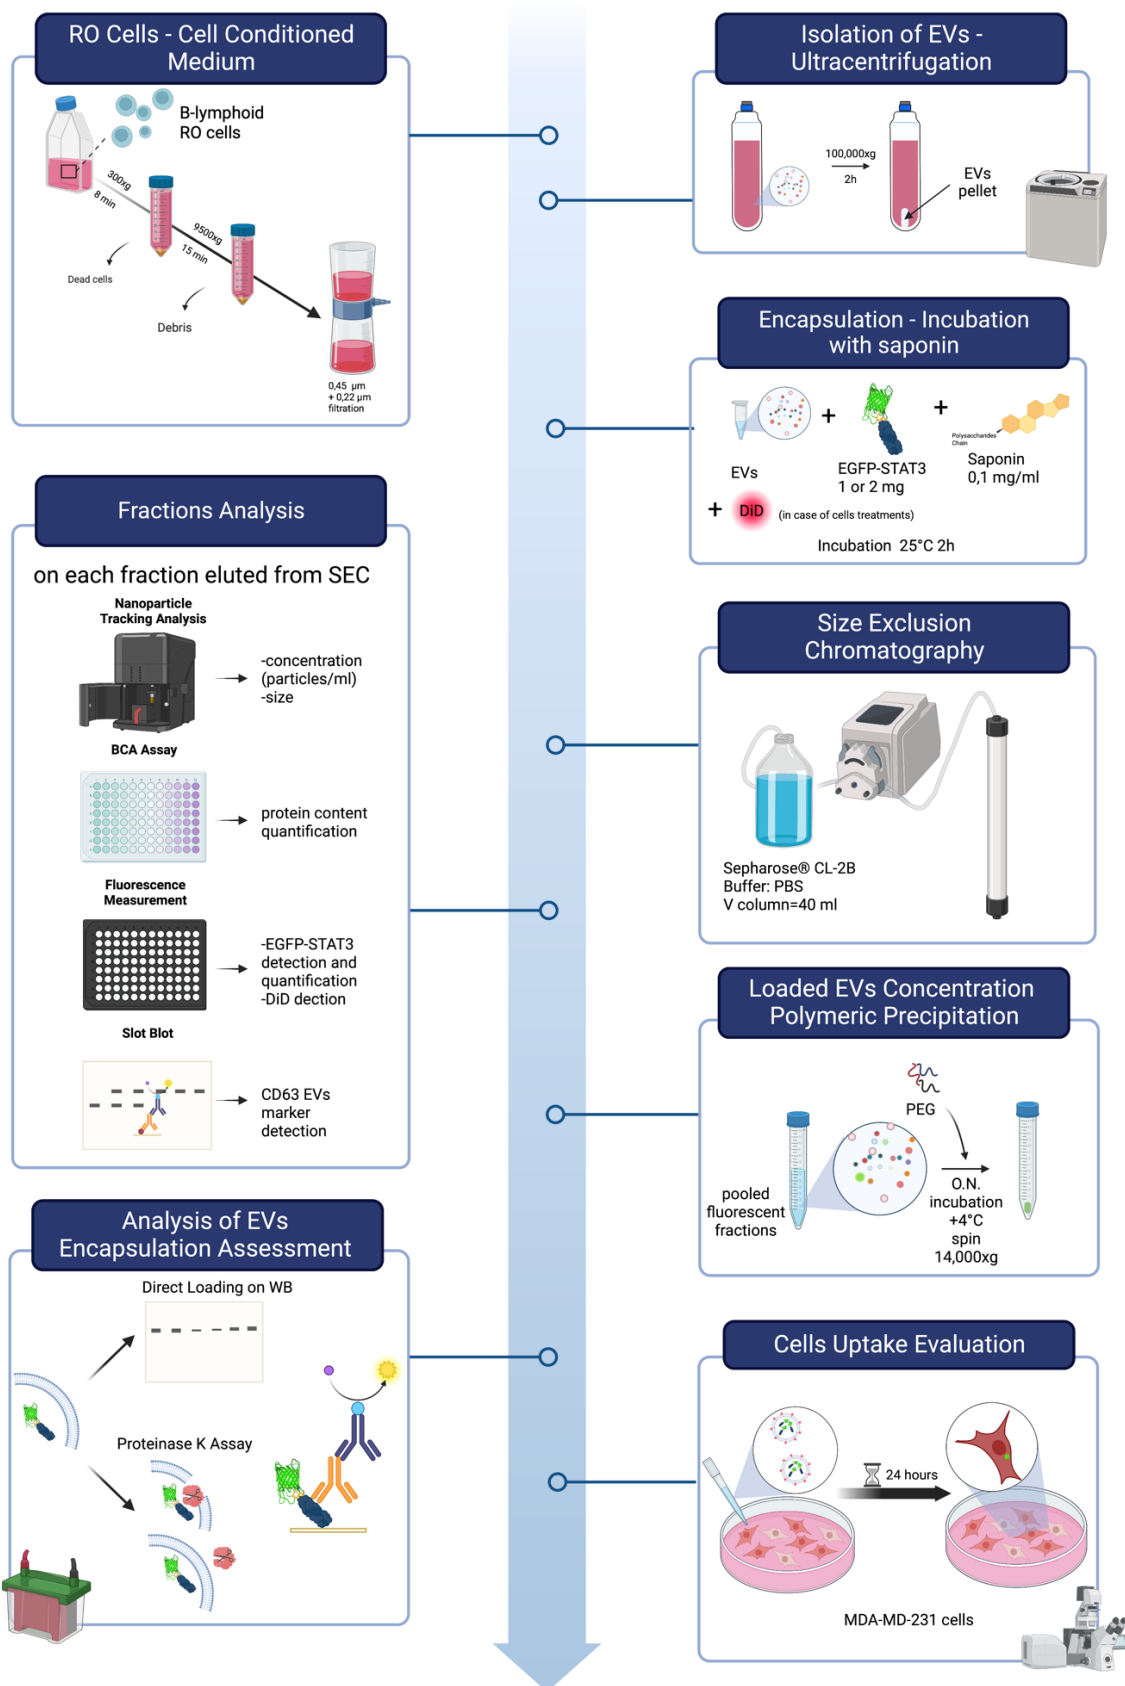 RO Cells - Cell Conditioned
Medium
B-lymphoid
RO cells
300xg
8 min
9500xg
15 min
Dead cells
Debris
0,45 µm
+ 0,22 µm
filtration
Isolation of EVs -
Ultracentrifugation
100,000xg
2h
EVs
pellet
Encapsulation - Incubation
with saponin
EVs
+
EGFP-STAT3
1 or 2 mg
+
Polysaccharides
Chain
Saponin
0,1 mg/ml
+
DiD
(in case of cells treatments)
Incubation 25°C 2h
Fractions Analysis
on each fraction eluted from SEC
Nanoparticle
Tracking Analysis
-concentration
(particles/ml)
-size
BCA Assay
protein content
quantification
Fluorescence
Measurement
-EGFP-STAT3
detection and
quantification
-DiD dection
Slot Blot
CD63 EVs
marker
detection
Size Exclusion
Chromatography
Sepharose® CL-2B
Buffer: PBS
V column=40 ml
Loaded EVs Concentration
Polymeric Precipitation
PEG
pooled
fluorescent
fractions
O.N.
incubation
+4°C
spin
14,000xg
Analysis of EVs
Encapsulation Assessment
Direct Loading on WB
Proteinase K Assay
Cells Uptake Evaluation
24 hours
MDA-MD-231 cells